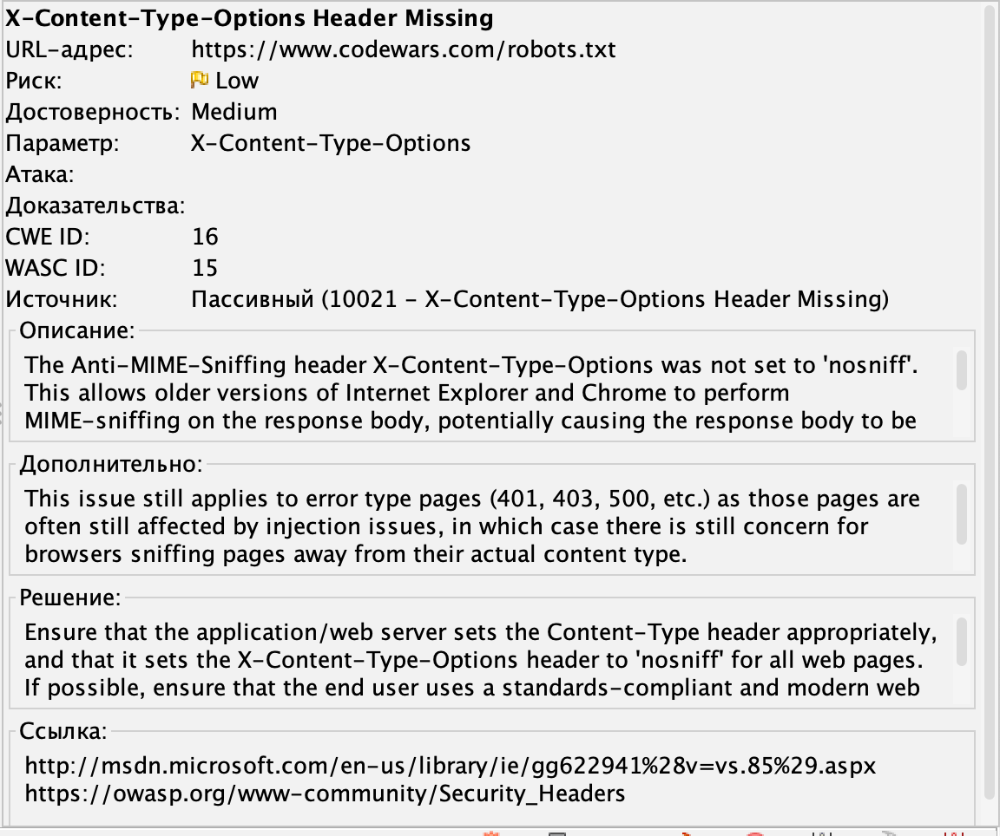 X-Content-Type-Options Header Missing
URL-адрес: https://www.codewars.com/robots.txt
Риск: Low
Достоверность: Medium
Параметр: X-Content-Type-Options
Атака:
Доказательства:
CWE ID: 16
WASC ID: 15
Источник: Пассивный (10021 - X-Content-Type-Options Header Missing)
Описание:
The Anti-MIME-Sniffing header X-Content-Type-Options was not set to 'nosniff'.
This allows older versions of Internet Explorer and Chrome to perform
MIME-sniffing on the response body, potentially causing the response body to be
Дополнительно:
This issue still applies to error type pages (401, 403, 500, etc.) as those pages are
often still affected by injection issues, in which case there is still concern for
browsers sniffing pages away from their actual content type.
Решение:
Ensure that the application/web server sets the Content-Type header appropriately,
and that it sets the X-Content-Type-Options header to 'nosniff' for all web pages.
If possible, ensure that the end user uses a standards-compliant and modern web
Ссылка:
http://msdn.microsoft.com/en-us/library/ie/gg622941%28v=vs.85%29.aspx
https://owasp.org/www-community/Security_Headers